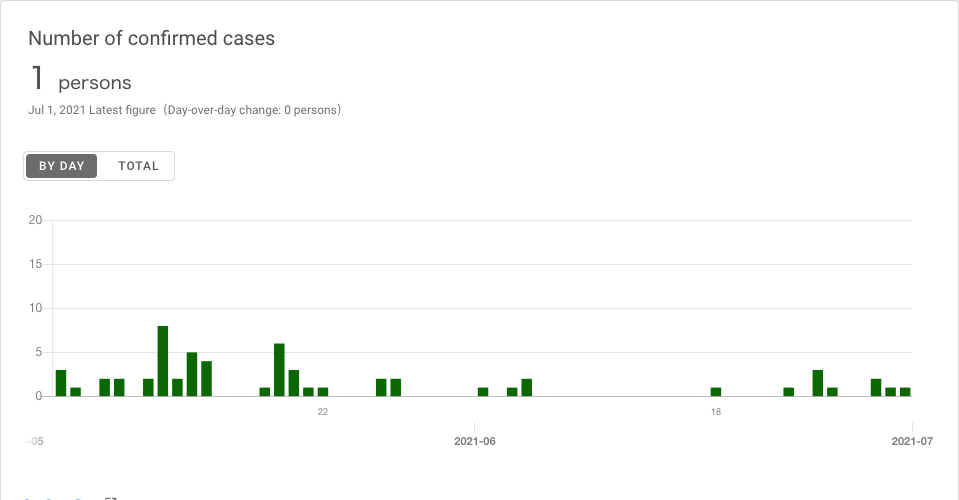 Number of confirmed cases
1 persons
Jul 1, 2021 Latest figure（Day-over-day change: 0 persons）
BY DAY TOTAL
20
15
10
5
0
22 18
-05 2021-06 2021-07